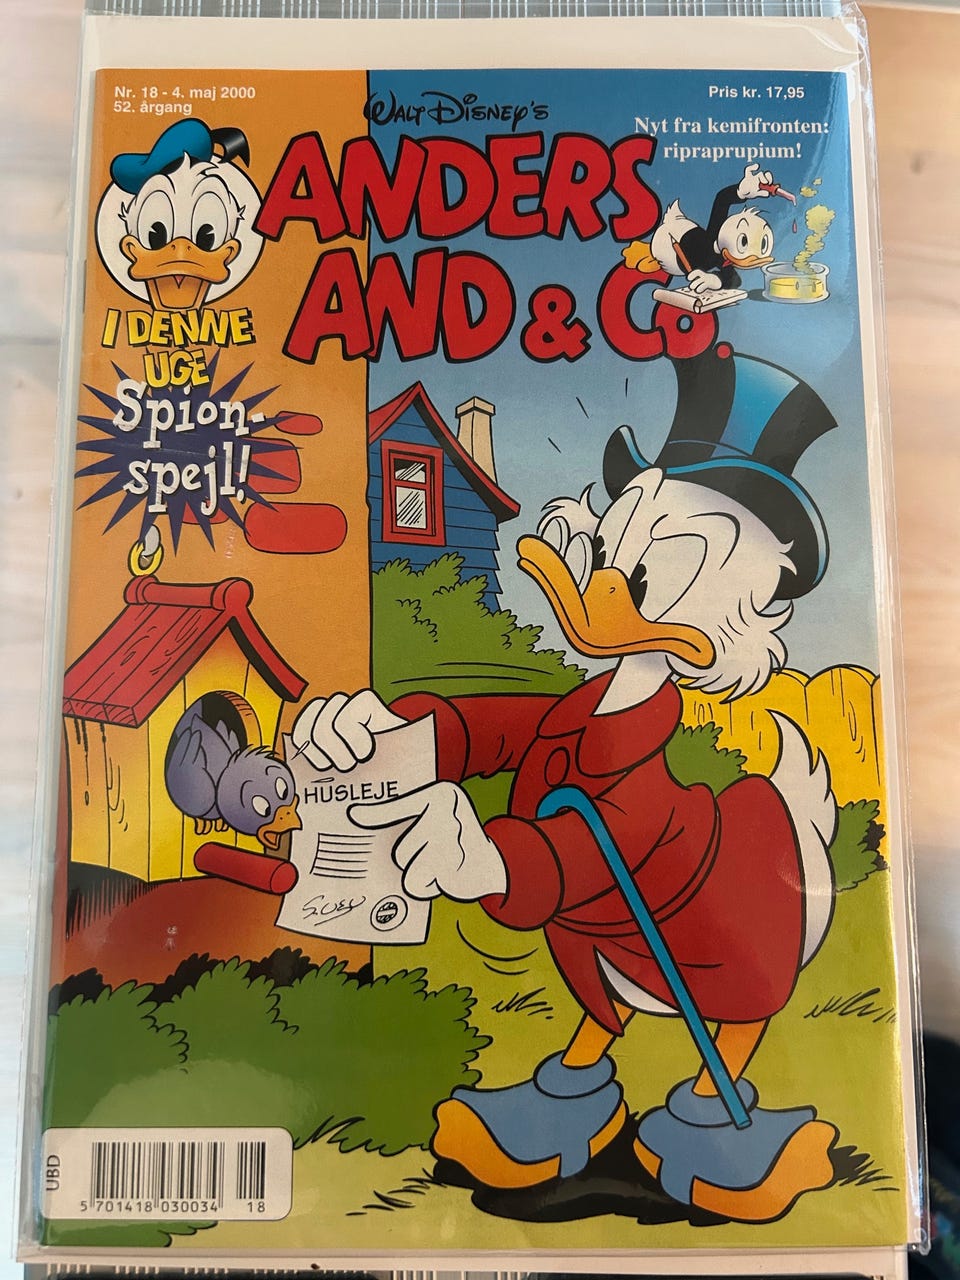 Nr. 18 - 4. maj 2000
52. årgang
WALT DISNEY'S
Pris kr. 17,95
ANDERS
AND & Co.
Nyt fra kemifronten:
ripraprupium!
I DENNE
UGE
Spion-
spejl!
HUSLEJE
UBD
5 701418 030034
18